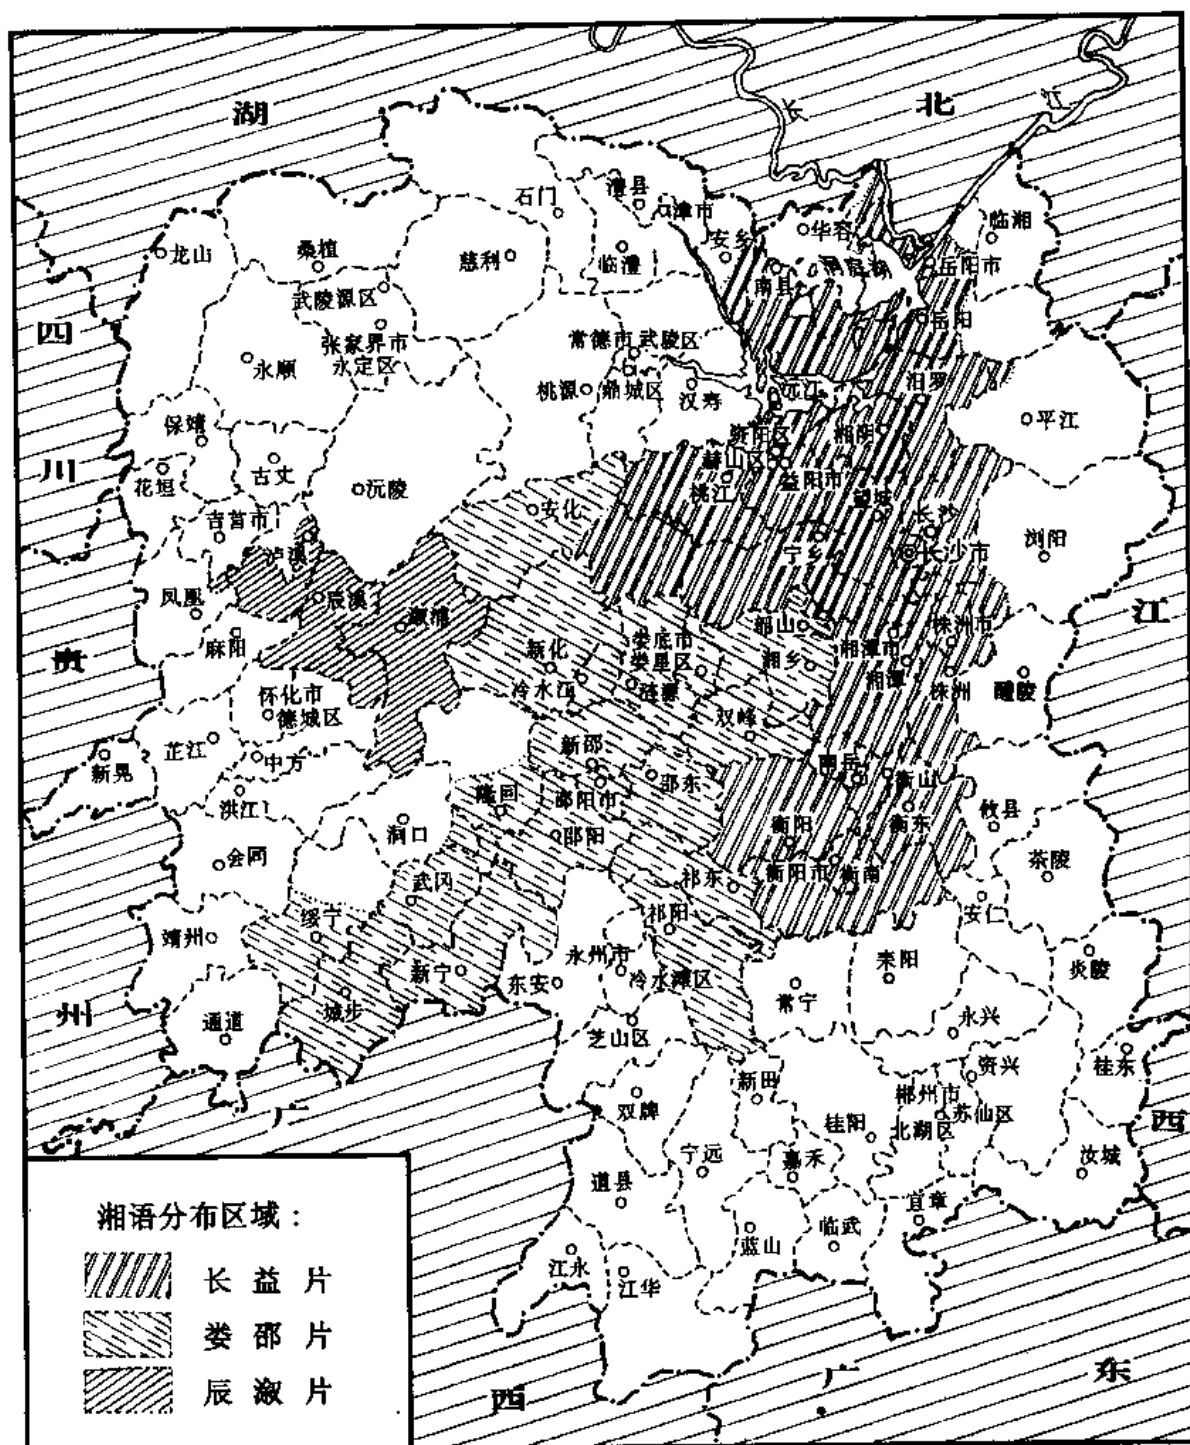 湖
北
长
江
石门
澧县
津市
临湘
安乡
华容
龙山
桑植
慈利
临澧
洞庭湖
岳阳市
南县
武陵源区
四
岳阳
张家界市
永定区
常德市
武陵区
永顺
桃源
鼎城区
汉寿
沅江
汨罗
保靖
平江
资阳区
湘阴
川
花垣
古丈
沅陵
赫山区
桃江
益阳市
望城
安化
长沙
吉首市
泸溪
宁乡
长沙市
浏阳
凤凰
辰溪
溆浦
江
麻阳
韶山
株洲市
贵
新化
娄底市
娄星区
湘乡
湘潭市
冷水江
涟源
湘潭
株洲
醴陵
怀化市
德城区
双峰
芷江
新邵
新晃
中方
邵东
南岳
衡山
洪江
隆回
邵阳市
攸县
洞口
邵阳
衡阳
衡东
会同
茶陵
武冈
祁东
衡阳市
衡南
绥宁
祁阳
安仁
靖州
永州市
新宁
东安
冷水滩区
耒阳
炎陵
州
通道
城步
常宁
芝山区
永兴
资兴
桂东
新田
郴州市
广
双牌
桂阳
北湖区
苏仙区
西
宁远
嘉禾
汝城
道县
宜章
蓝山
临武
江永
江华
湘语分布区域：
长益片
娄邵片
辰溆片
西
广
东